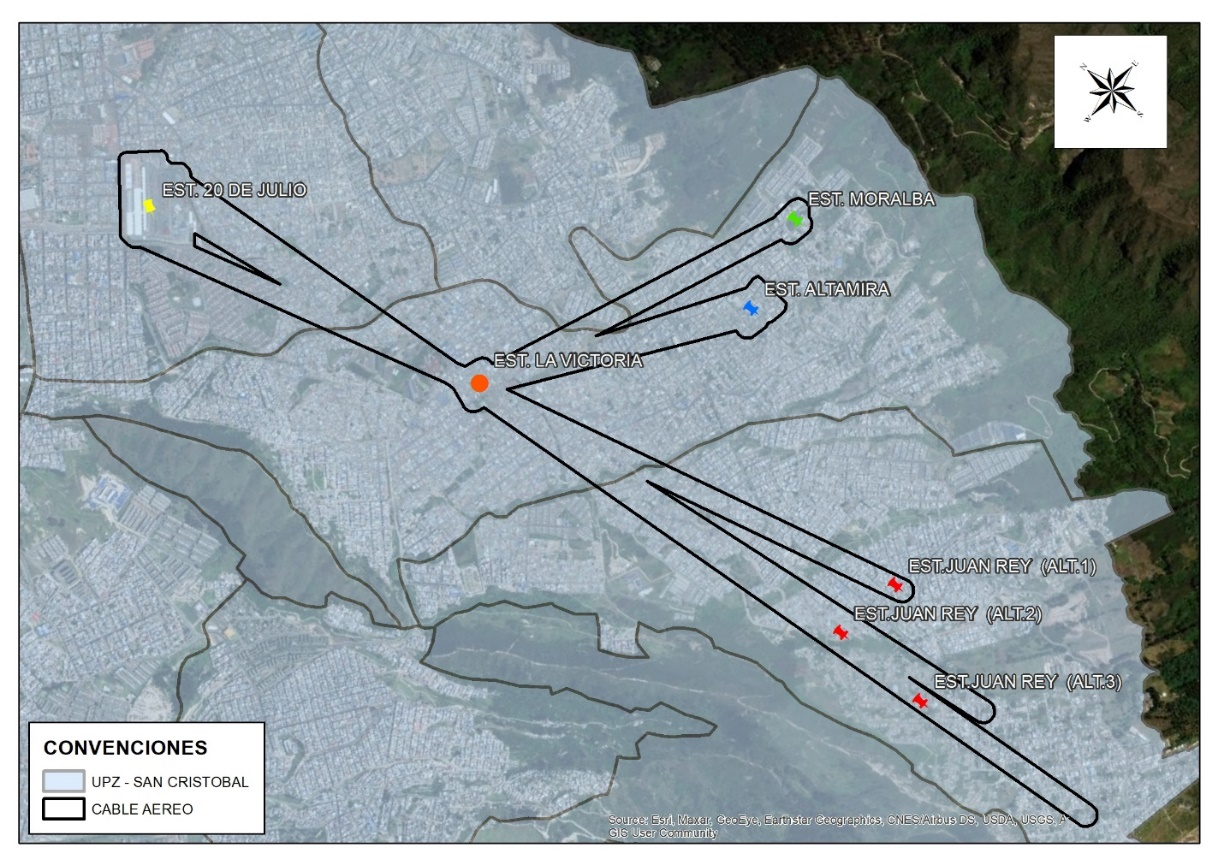 N
E
W
S
EST. 20 DE JULIO
EST. MORALBA
EST. ALTAMIRA
EST. LA VICTORIA
EST.JUAN REY (ALT.1)
EST.JUAN REY (ALT.2)
EST.JUAN REY (ALT.3)
CONVENCIONES
UPZ - SAN CRISTOBAL
CABLE AEREO
Source: Esri, Maxar, GeoEye, Earthstar Geographics, CNES/Airbus DS, USDA, USGS, A
GIS User Community